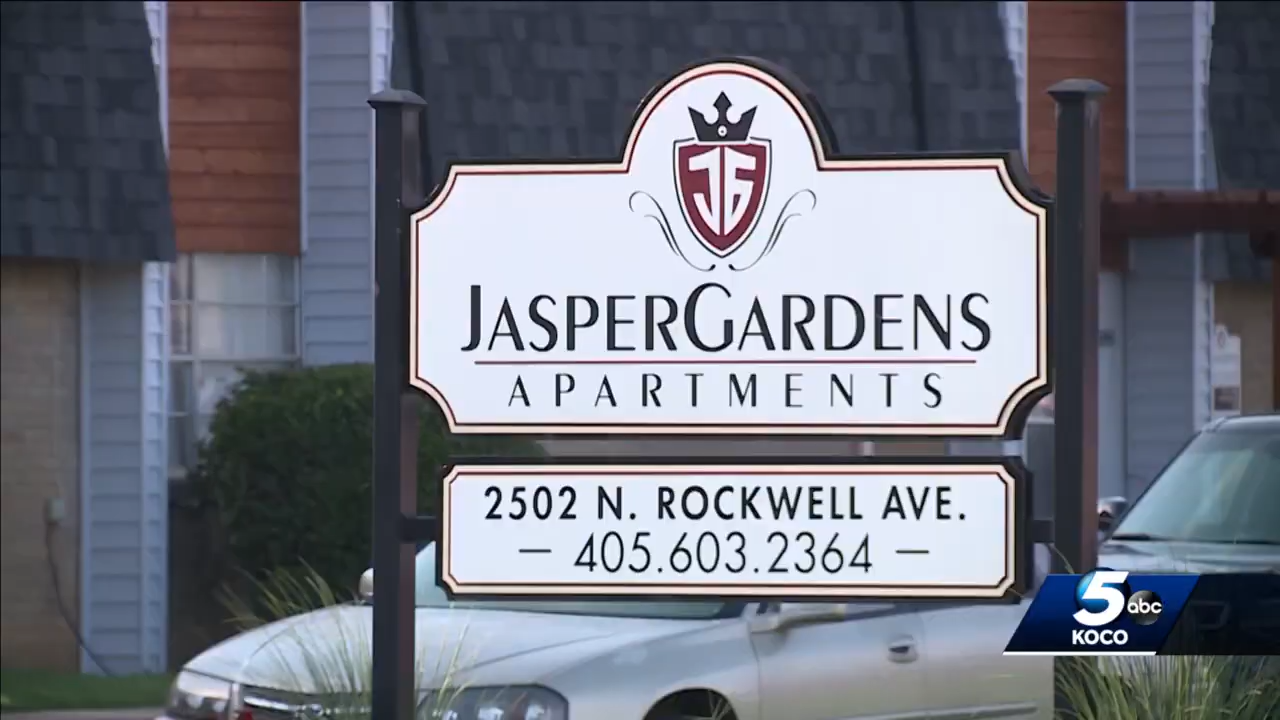 JG
JASPERGARDENS
APARTMENTS
2502 N. ROCKWELL AVE.
— 405.603.2364 —
5 abc
KOCO